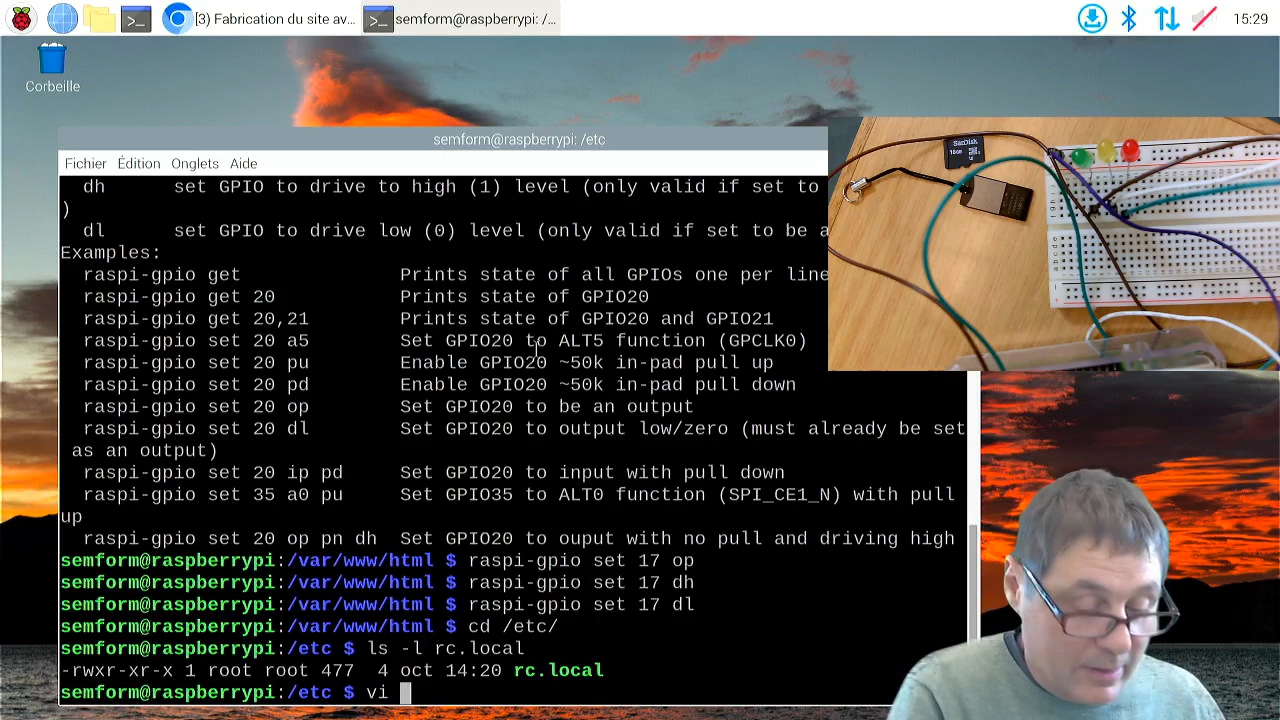 [3] Fabrication du site av...
semform@raspberrypi: /...
15:29
Corbeille
semform@raspberrypi: /etc
Fichier Édition Onglets Aide
dh set GPIO to drive to high (1) level (only valid if set to
)
dl set GPIO to drive low (0) level (only valid if set to be a
Examples:
raspi-gpio get Prints state of all GPIOs one per line
raspi-gpio get 20 Prints state of GPIO20
raspi-gpio get 20,21 Prints state of GPIO20 and GPIO21
raspi-gpio set 20 a5 Set GPIO20 to ALT5 function (GPCLK0)
raspi-gpio set 20 pu Enable GPIO20 ~50k in-pad pull up
raspi-gpio set 20 pd Enable GPIO20 ~50k in-pad pull down
raspi-gpio set 20 op Set GPIO20 to be an output
raspi-gpio set 20 dl Set GPIO20 to output low/zero (must already be set
as an output)
raspi-gpio set 20 ip pd Set GPIO20 to input with pull down
raspi-gpio set 35 a0 pu Set GPIO35 to ALT0 function (SPI_CE1_N) with pull
up
raspi-gpio set 20 op pn dh Set GPIO20 to ouput with no pull and driving high
semform@raspberrypi:/var/www/html $ raspi-gpio set 17 op
semform@raspberrypi:/var/www/html $ raspi-gpio set 17 dh
semform@raspberrypi:/var/www/html $ raspi-gpio set 17 dl
semform@raspberrypi:/var/www/html $ cd /etc/
semform@raspberrypi:/etc $ ls -l rc.local
-rwxr-xr-x 1 root root 477 4 oct 14:20 rc.local
semform@raspberrypi:/etc $ vi
SanDisk